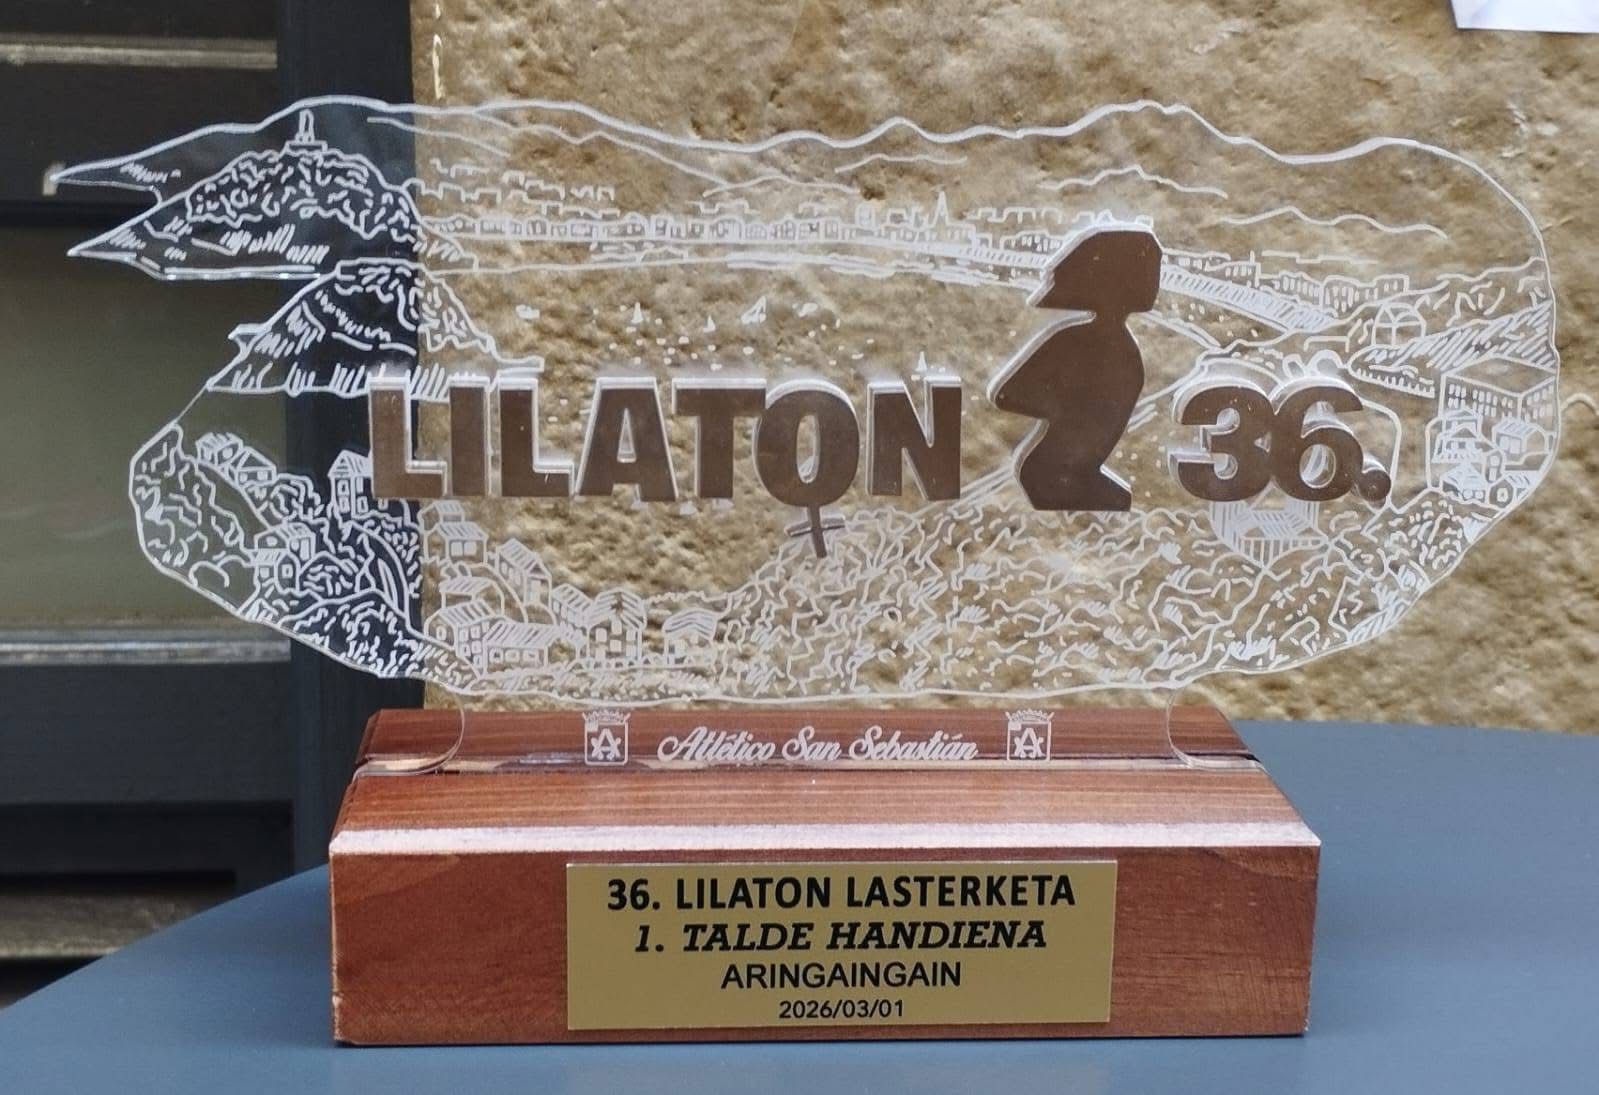 LILATON 36.
Atlético San Sebastián
36. LILATON LASTERKETA
1. TALDE HANDIENA
ARINGAINGAIN
2026/03/01